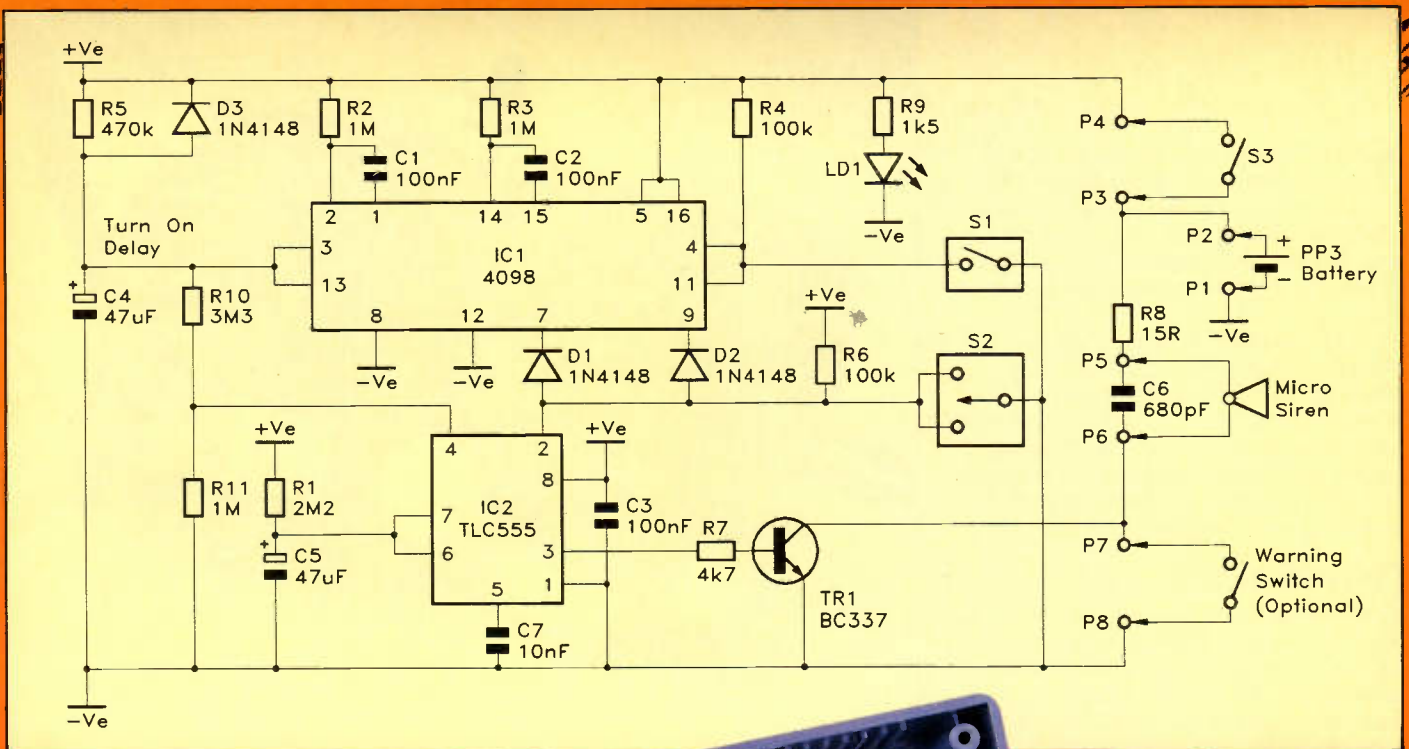 +Ve
R5
470k
D3
1N4148
R2
1M
C1
100nF
R3
1M
C2
100nF
R4
100k
R9
1k5
LD1
-Ve
P4
S3
P3
P2
+
PP3
Battery
-
P1
-Ve
2
1
14
15
5
16
Turn On
Delay
3
13
IC1
4098
4
11
8
12
7
9
-Ve
-Ve
+
C4
47uF
R10
3M3
D1
1N4148
D2
1N4148
+Ve
R6
100k
S1
S2
R8
15R
P5
C6
680pF
P6
Micro
Siren
+Ve
R11
1M
R1
2M2
+
C5
47uF
4
2
8
7
6
IC2
TLC555
3
1
5
+Ve
C3
100nF
C7
10nF
R7
4k7
TR1
BC337
P7
P8
Warning
Switch
(Optional)
-Ve